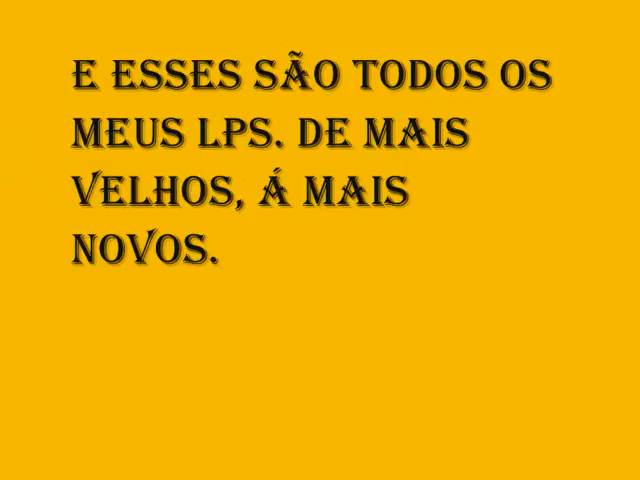 E ESSES SÃO TODOS OS
MEUS LPS. DE MAIS
VELHOS, Á MAIS
NOVOS.